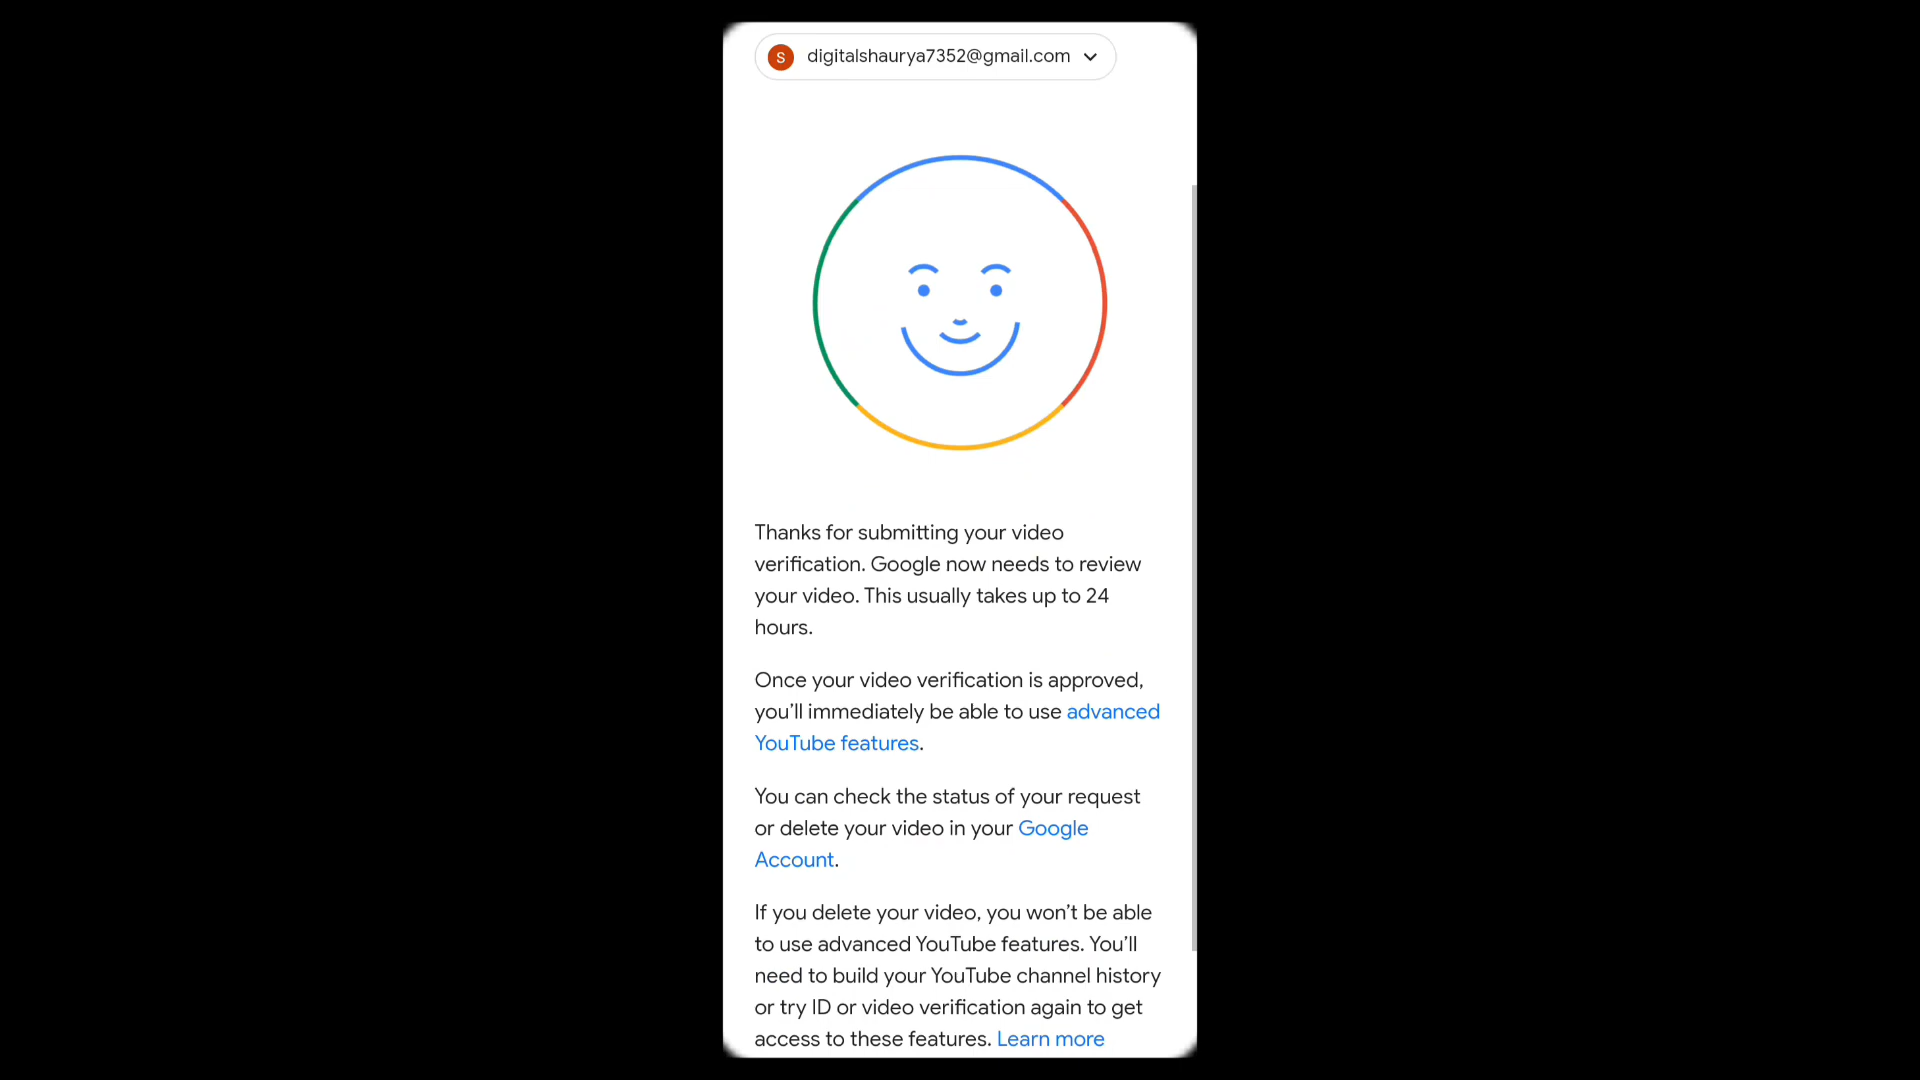 S digitalshaurya7352@gmail.com
Thanks for submitting your video
verification. Google now needs to review
your video. This usually takes up to 24
hours.
Once your video verification is approved,
you’ll immediately be able to use advanced
YouTube features.
You can check the status of your request
or delete your video in your Google
Account.
If you delete your video, you won’t be able
to use advanced YouTube features. You’ll
need to build your YouTube channel history
or try ID or video verification again to get
access to these features. Learn more